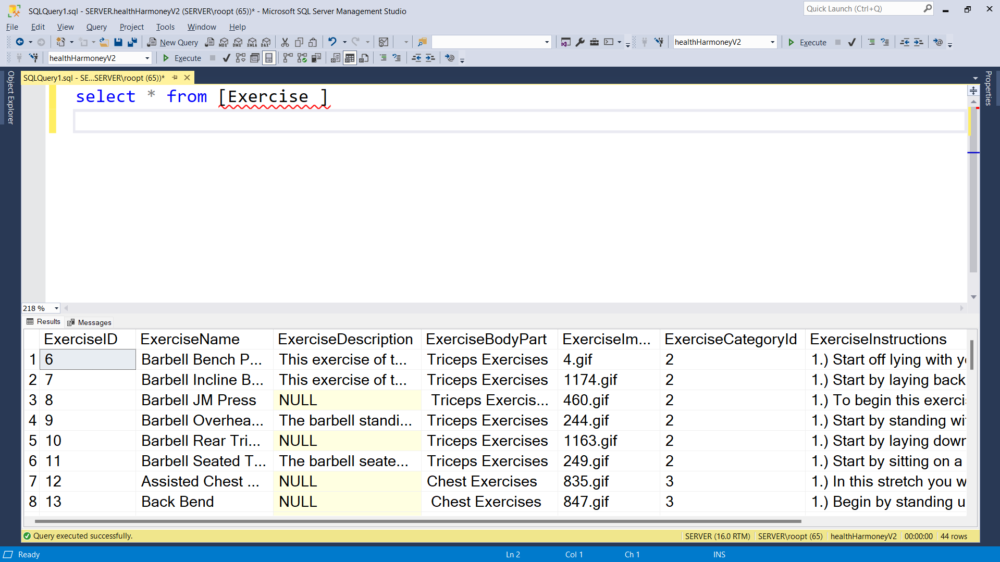 SQLQuery1.sql - SERVER.healthHarmoneyV2 (SERVER\roopt (65))* - Microsoft SQL Server Management Studio
Quick Launch (Ctrl+Q)
File Edit View Query Project Tools Window Help
New Query MDX DMX XMLA DAX healthHarmoneyV2 Execute
healthHarmoneyV2 Execute
Object Explorer
SQLQuery1.sql - SE...SERVER\roopt (65))*
Properties
select * from [Exercise ]
218 %
Results Messages
ExerciseID ExerciseName ExerciseDescription ExerciseBodyPart ExerciseIm... ExerciseCategoryId ExerciseInstructions
1 6 Barbell Bench P... This exercise of t... Triceps Exercises 4.gif 2 1.) Start off lying with y
2 7 Barbell Incline B... This exercise of t... Triceps Exercises 1174.gif 2 1.) Start by laying back
3 8 Barbell JM Press NULL Triceps Exercis... 460.gif 2 1.) To begin this exerci
4 9 Barbell Overhea... The barbell standi... Triceps Exercises 244.gif 2 1.) Start by standing wi
5 10 Barbell Rear Tri... NULL Triceps Exercises 1163.gif 2 1.) Start by laying down
6 11 Barbell Seated T... The barbell seate... Triceps Exercises 249.gif 2 1.) Start by sitting on a
7 12 Assisted Chest ... NULL Chest Exercises 835.gif 3 1.) In this stretch you w
8 13 Back Bend NULL Chest Exercises 847.gif 3 1.) Begin by standing u
Query executed successfully. SERVER (16.0 RTM) SERVER\roopt (65) healthHarmoneyV2 00:00:00 44 rows
Ready Ln 2 Col 1 Ch 1 INS